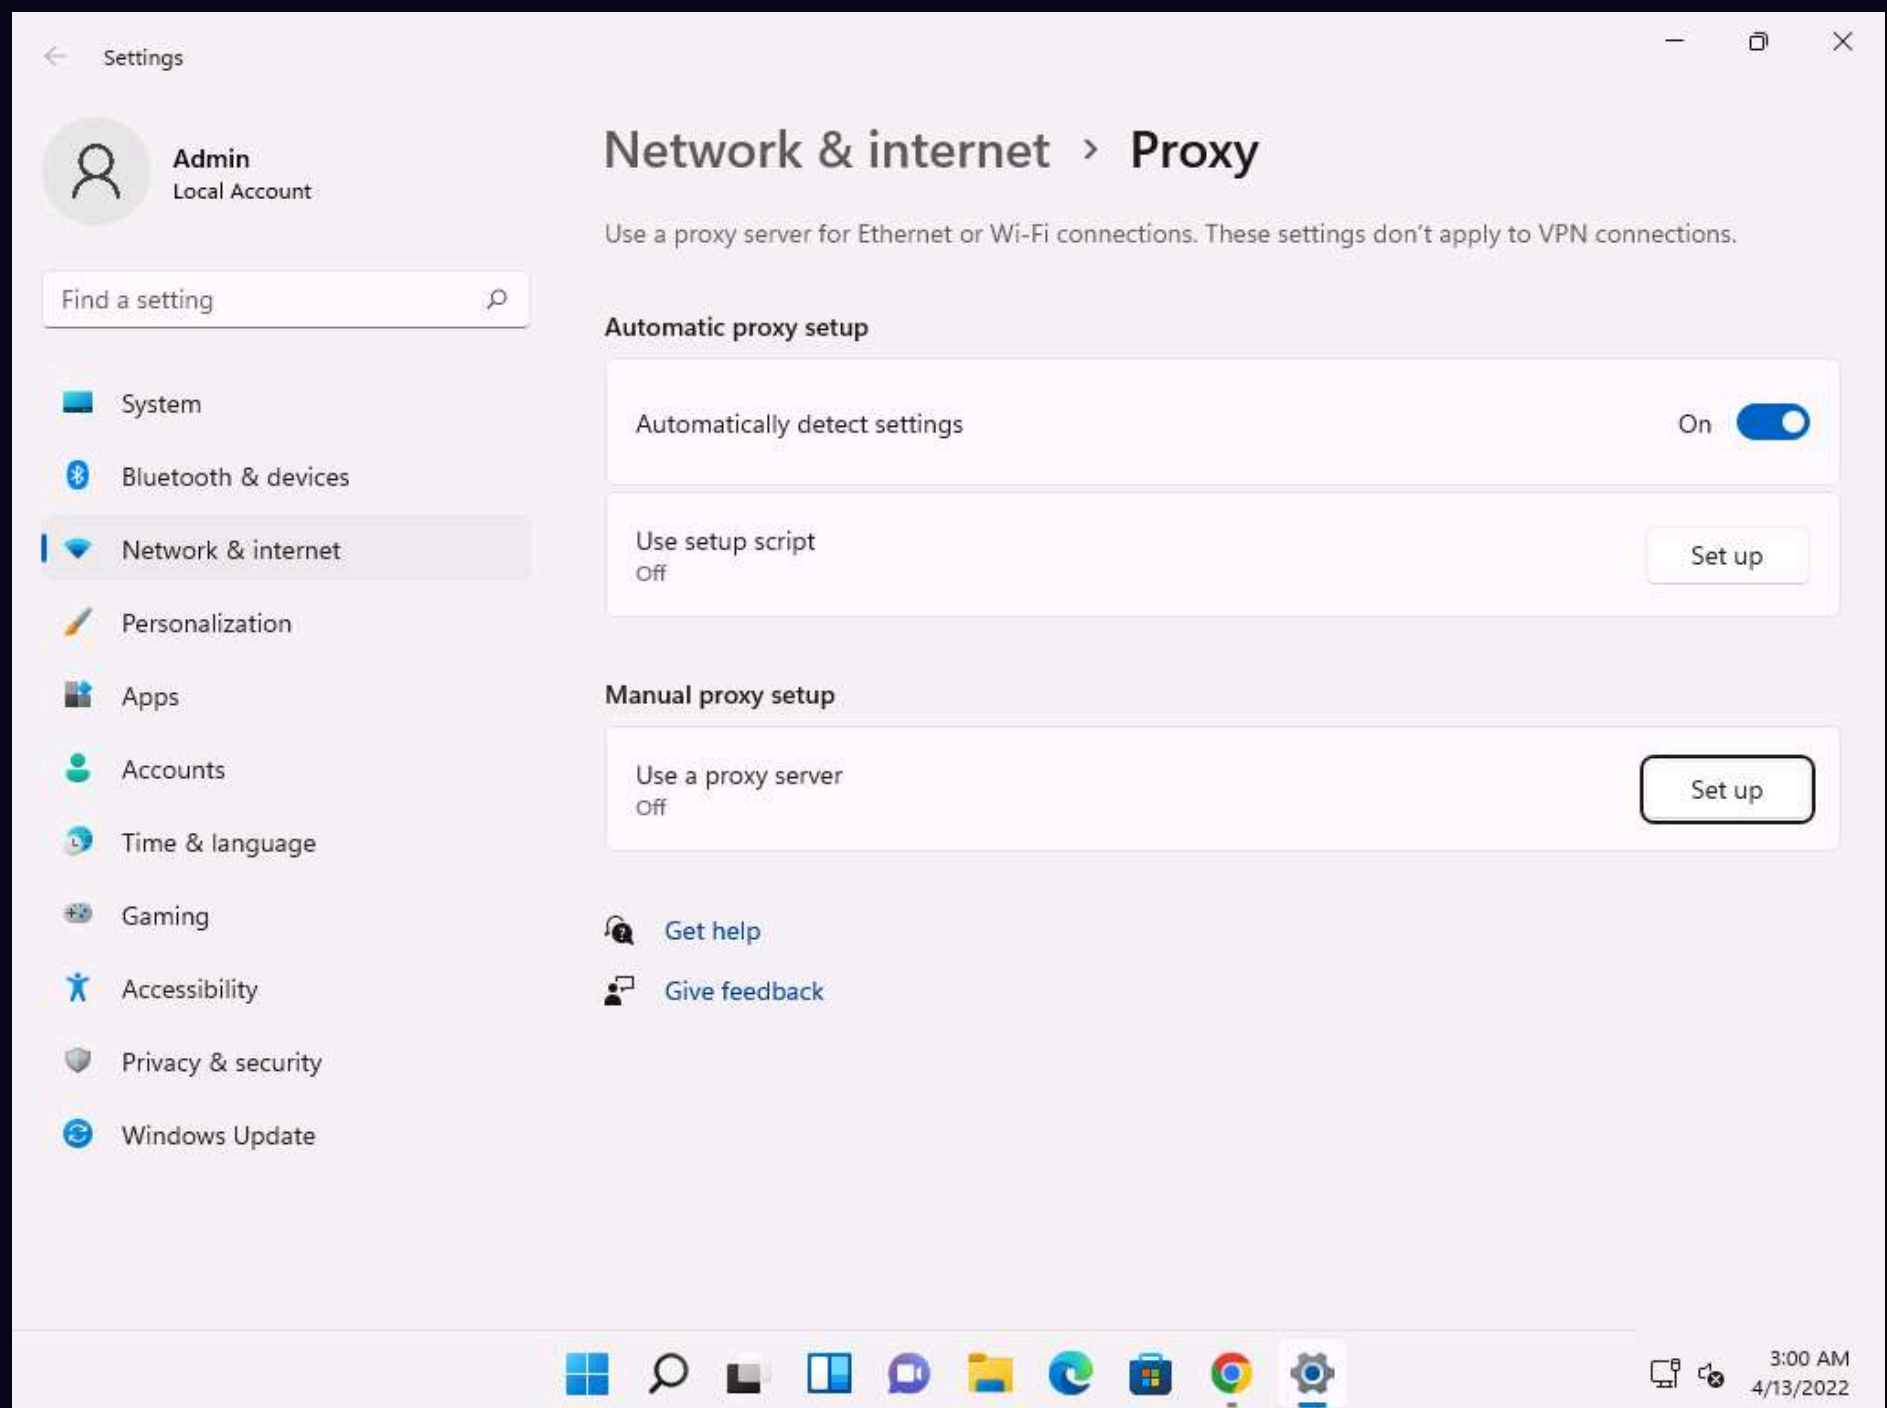 Settings
Admin
Local Account
Find a setting
System
Bluetooth & devices
Network & internet
Personalization
Apps
Accounts
Time & language
Gaming
Accessibility
Privacy & security
Windows Update
Network & internet › Proxy
Use a proxy server for Ethernet or Wi-Fi connections. These settings don't apply to VPN connections.
Automatic proxy setup
Automatically detect settings On
Use setup script
Off
Set up
Manual proxy setup
Use a proxy server
Off
Set up
Get help
Give feedback
3:00 AM
4/13/2022